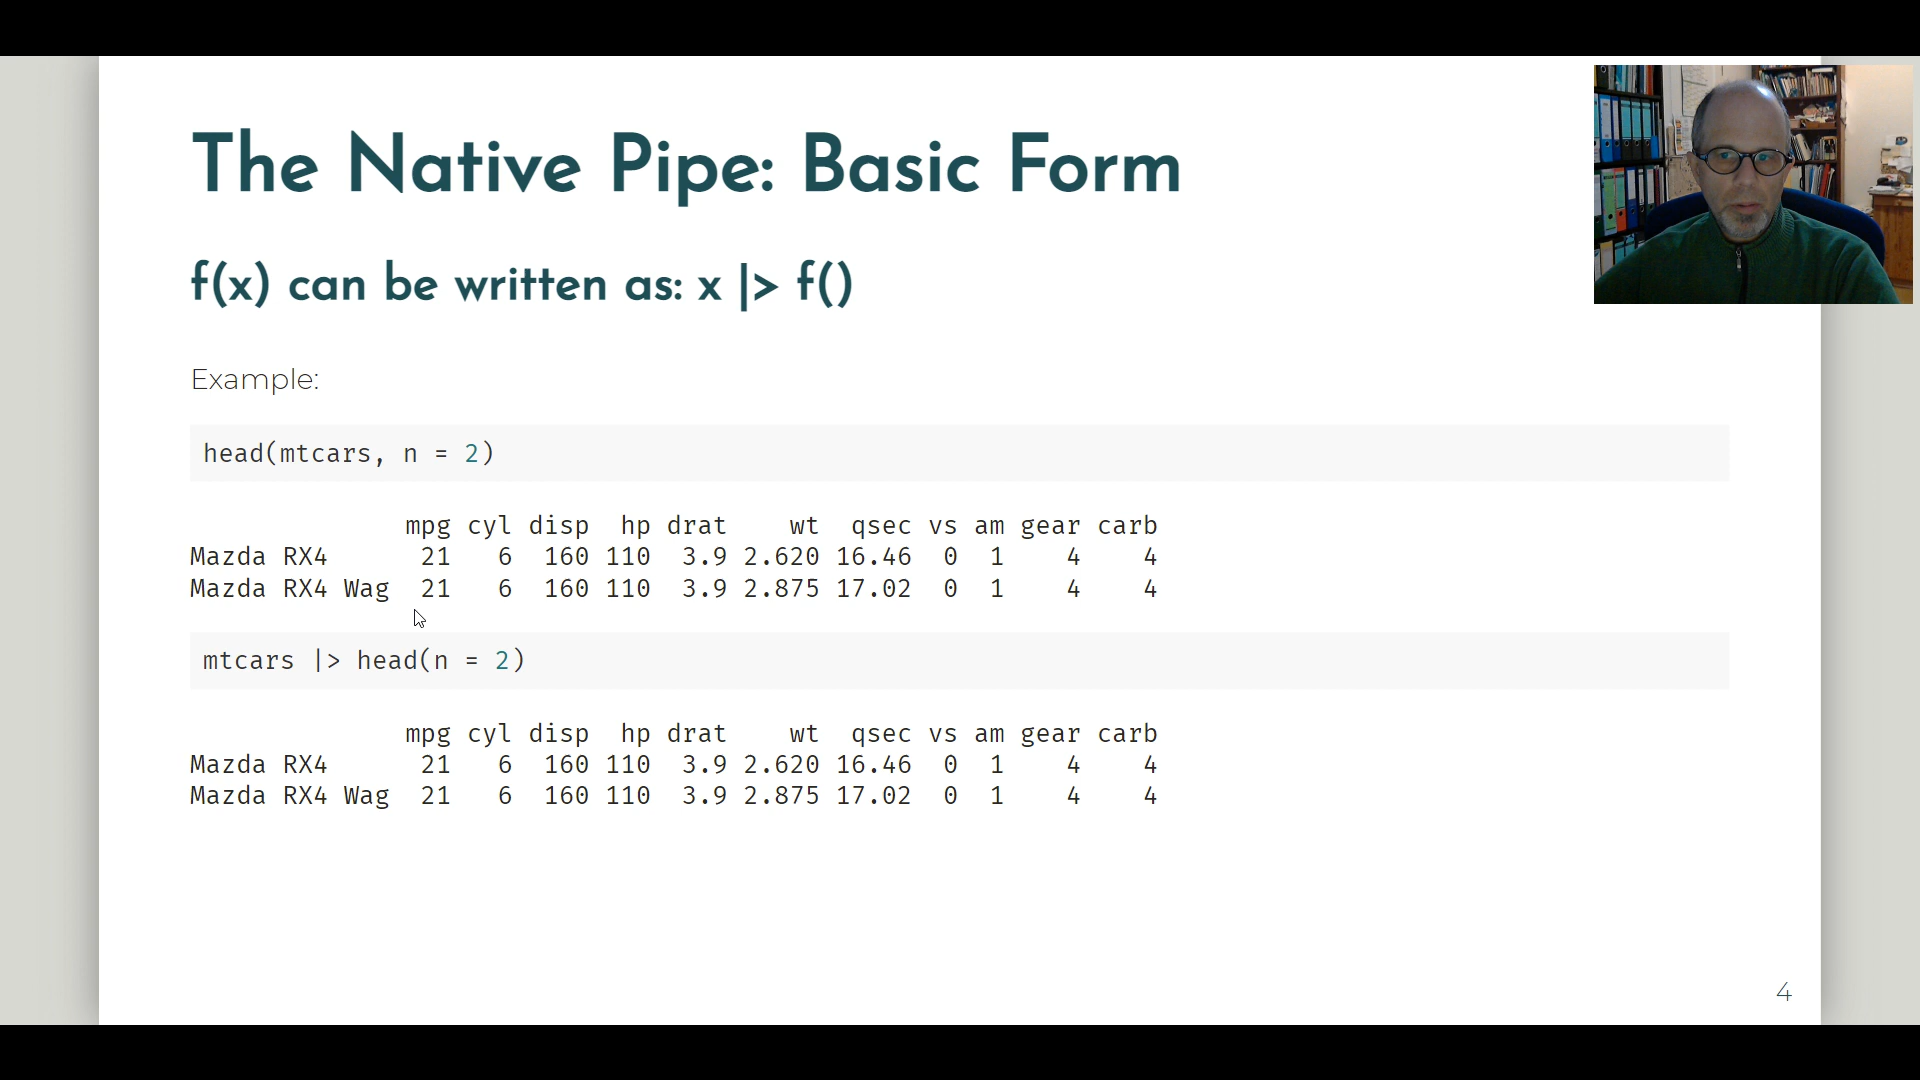 The Native Pipe: Basic Form
f(x) can be written as: x |> f()
Example:
head(mtcars, n = 2)
mpg cyl disp hp drat wt qsec vs am gear carb
Mazda RX4 21 6 160 110 3.9 2.620 16.46 0 1 4 4
Mazda RX4 Wag 21 6 160 110 3.9 2.875 17.02 0 1 4 4
mtcars |> head(n = 2)
mpg cyl disp hp drat wt qsec vs am gear carb
Mazda RX4 21 6 160 110 3.9 2.620 16.46 0 1 4 4
Mazda RX4 Wag 21 6 160 110 3.9 2.875 17.02 0 1 4 4
4